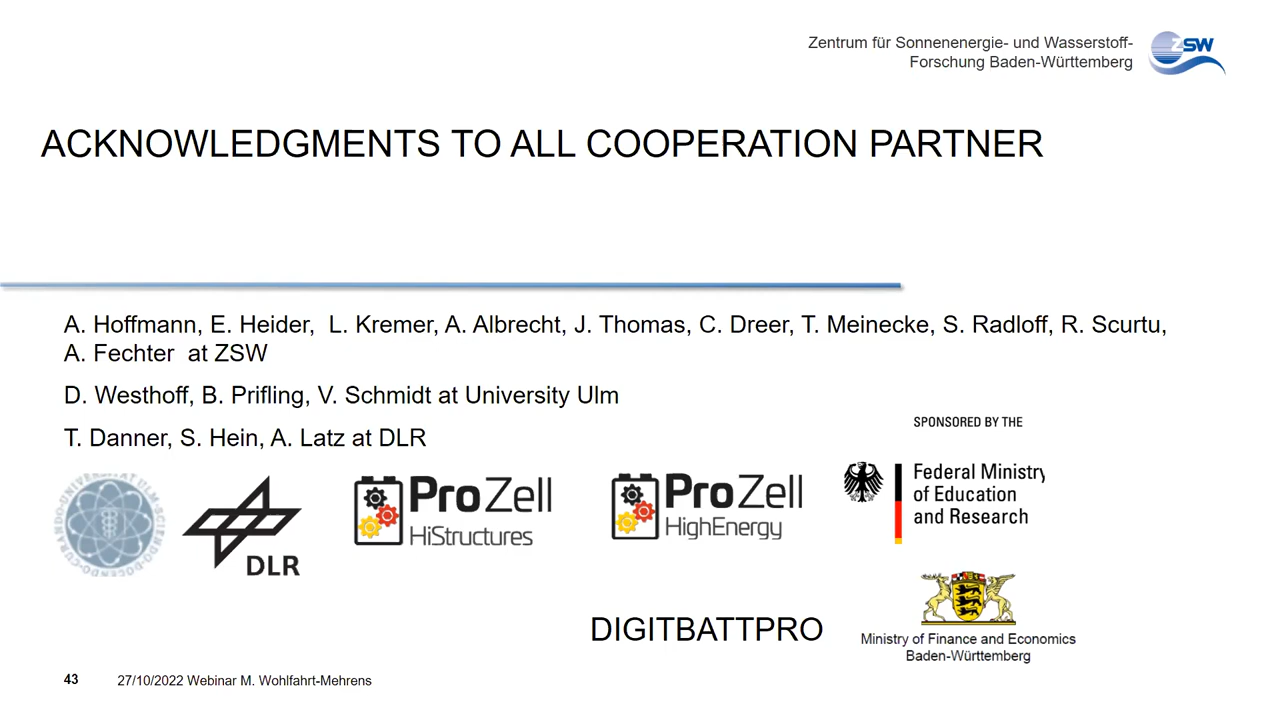 Zentrum für Sonnenenergie- und Wasserstoff-
Forschung Baden-Württemberg
ZSW
ACKNOWLEDGMENTS TO ALL COOPERATION PARTNER
A. Hoffmann, E. Heider, L. Kremer, A. Albrecht, J. Thomas, C. Dreer, T. Meinecke, S. Radloff, R. Scurtu,
A. Fechter at ZSW
D. Westhoff, B. Prifling, V. Schmidt at University Ulm
T. Danner, S. Hein, A. Latz at DLR
SPONSORED BY THE
DLR
ProZell
HiStructures
ProZell
HighEnergy
Federal Ministry
of Education
and Research
DIGITBATTPRO
Ministry of Finance and Economics
Baden-Württemberg
43
27/10/2022 Webinar M. Wohlfahrt-Mehrens